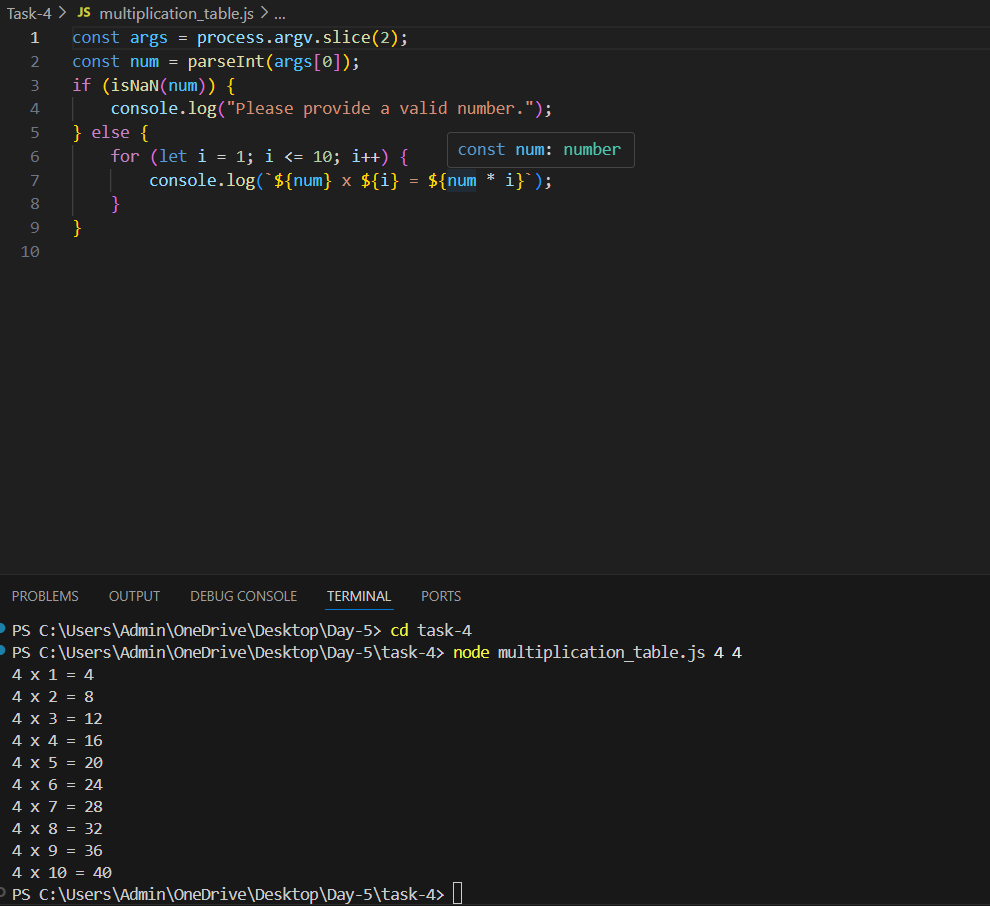 Task-4 > JS multiplication_table.js > ...
1 const args = process.argv.slice(2);
2 const num = parseInt(args[0]);
3 if (isNaN(num)) {
4     console.log("Please provide a valid number.");
5 } else {
6     for (let i = 1; i <= 10; i++) {
const num: number
7         console.log(`${num} x ${i} = ${num * i}`);
8     }
9 }
10
PROBLEMS OUTPUT DEBUG CONSOLE TERMINAL PORTS
PS C:\Users\Admin\OneDrive\Desktop\Day-5> cd task-4
PS C:\Users\Admin\OneDrive\Desktop\Day-5\task-4> node multiplication_table.js 4 4
4 x 1 = 4
4 x 2 = 8
4 x 3 = 12
4 x 4 = 16
4 x 5 = 20
4 x 6 = 24
4 x 7 = 28
4 x 8 = 32
4 x 9 = 36
4 x 10 = 40
PS C:\Users\Admin\OneDrive\Desktop\Day-5\task-4>